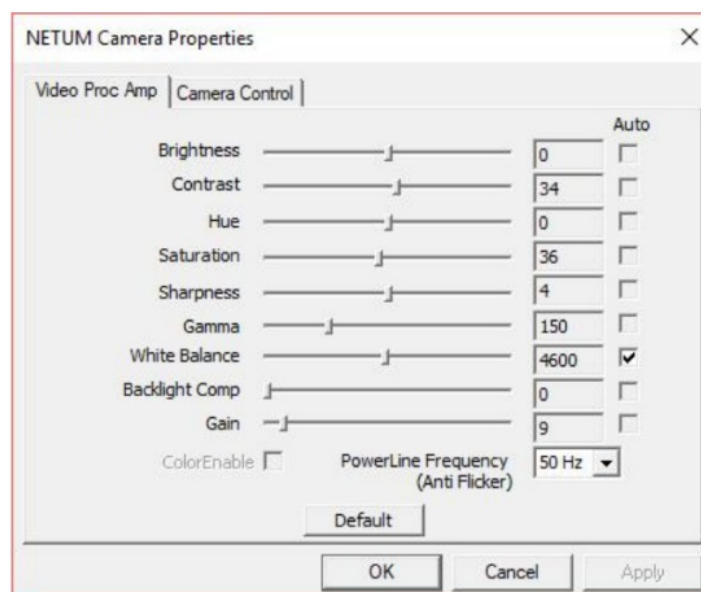 NETUM Camera Properties
Video Proc Amp Camera Control
Auto
Brightness 0
Contrast 34
Hue 0
Saturation 36
Sharpness 4
Gamma 150
White Balance 4600
Backlight Comp 0
Gain 9
ColorEnable PowerLine Frequency 50 Hz
(Anti Flicker)
Default
OK Cancel Apply